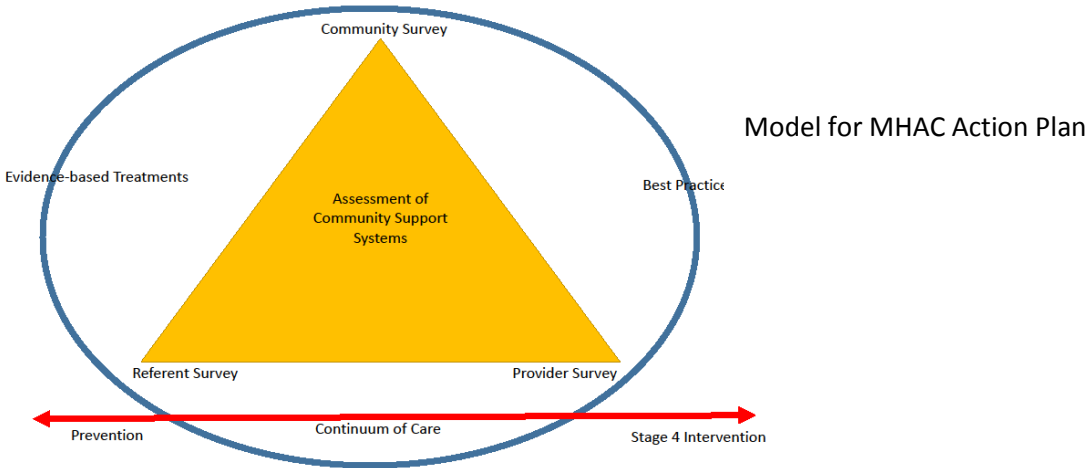 Community Survey
Model for MHAC Action Plan
Evidence-based Treatments
Best Practice
Assessment of
Community Support
Systems
Referent Survey
Provider Survey
Prevention
Continuum of Care
Stage 4 Intervention